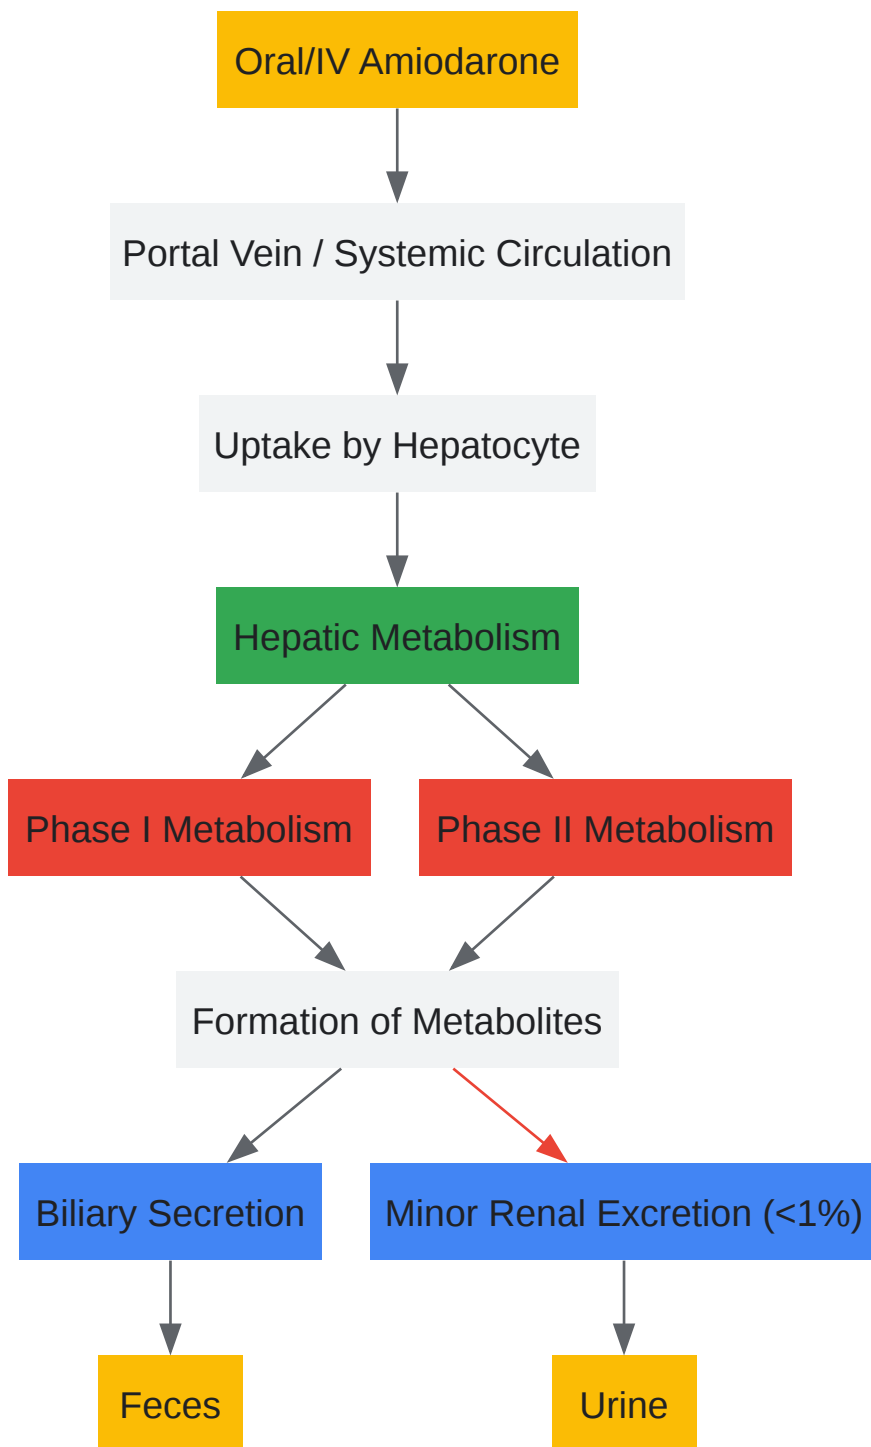 Oral/IV Amiodarone
Portal Vein / Systemic Circulation
Uptake by Hepatocyte
Hepatic Metabolism
Phase I Metabolism
Phase II Metabolism
Formation of Metabolites
Biliary Secretion
Minor Renal Excretion (<1%)
Feces
Urine